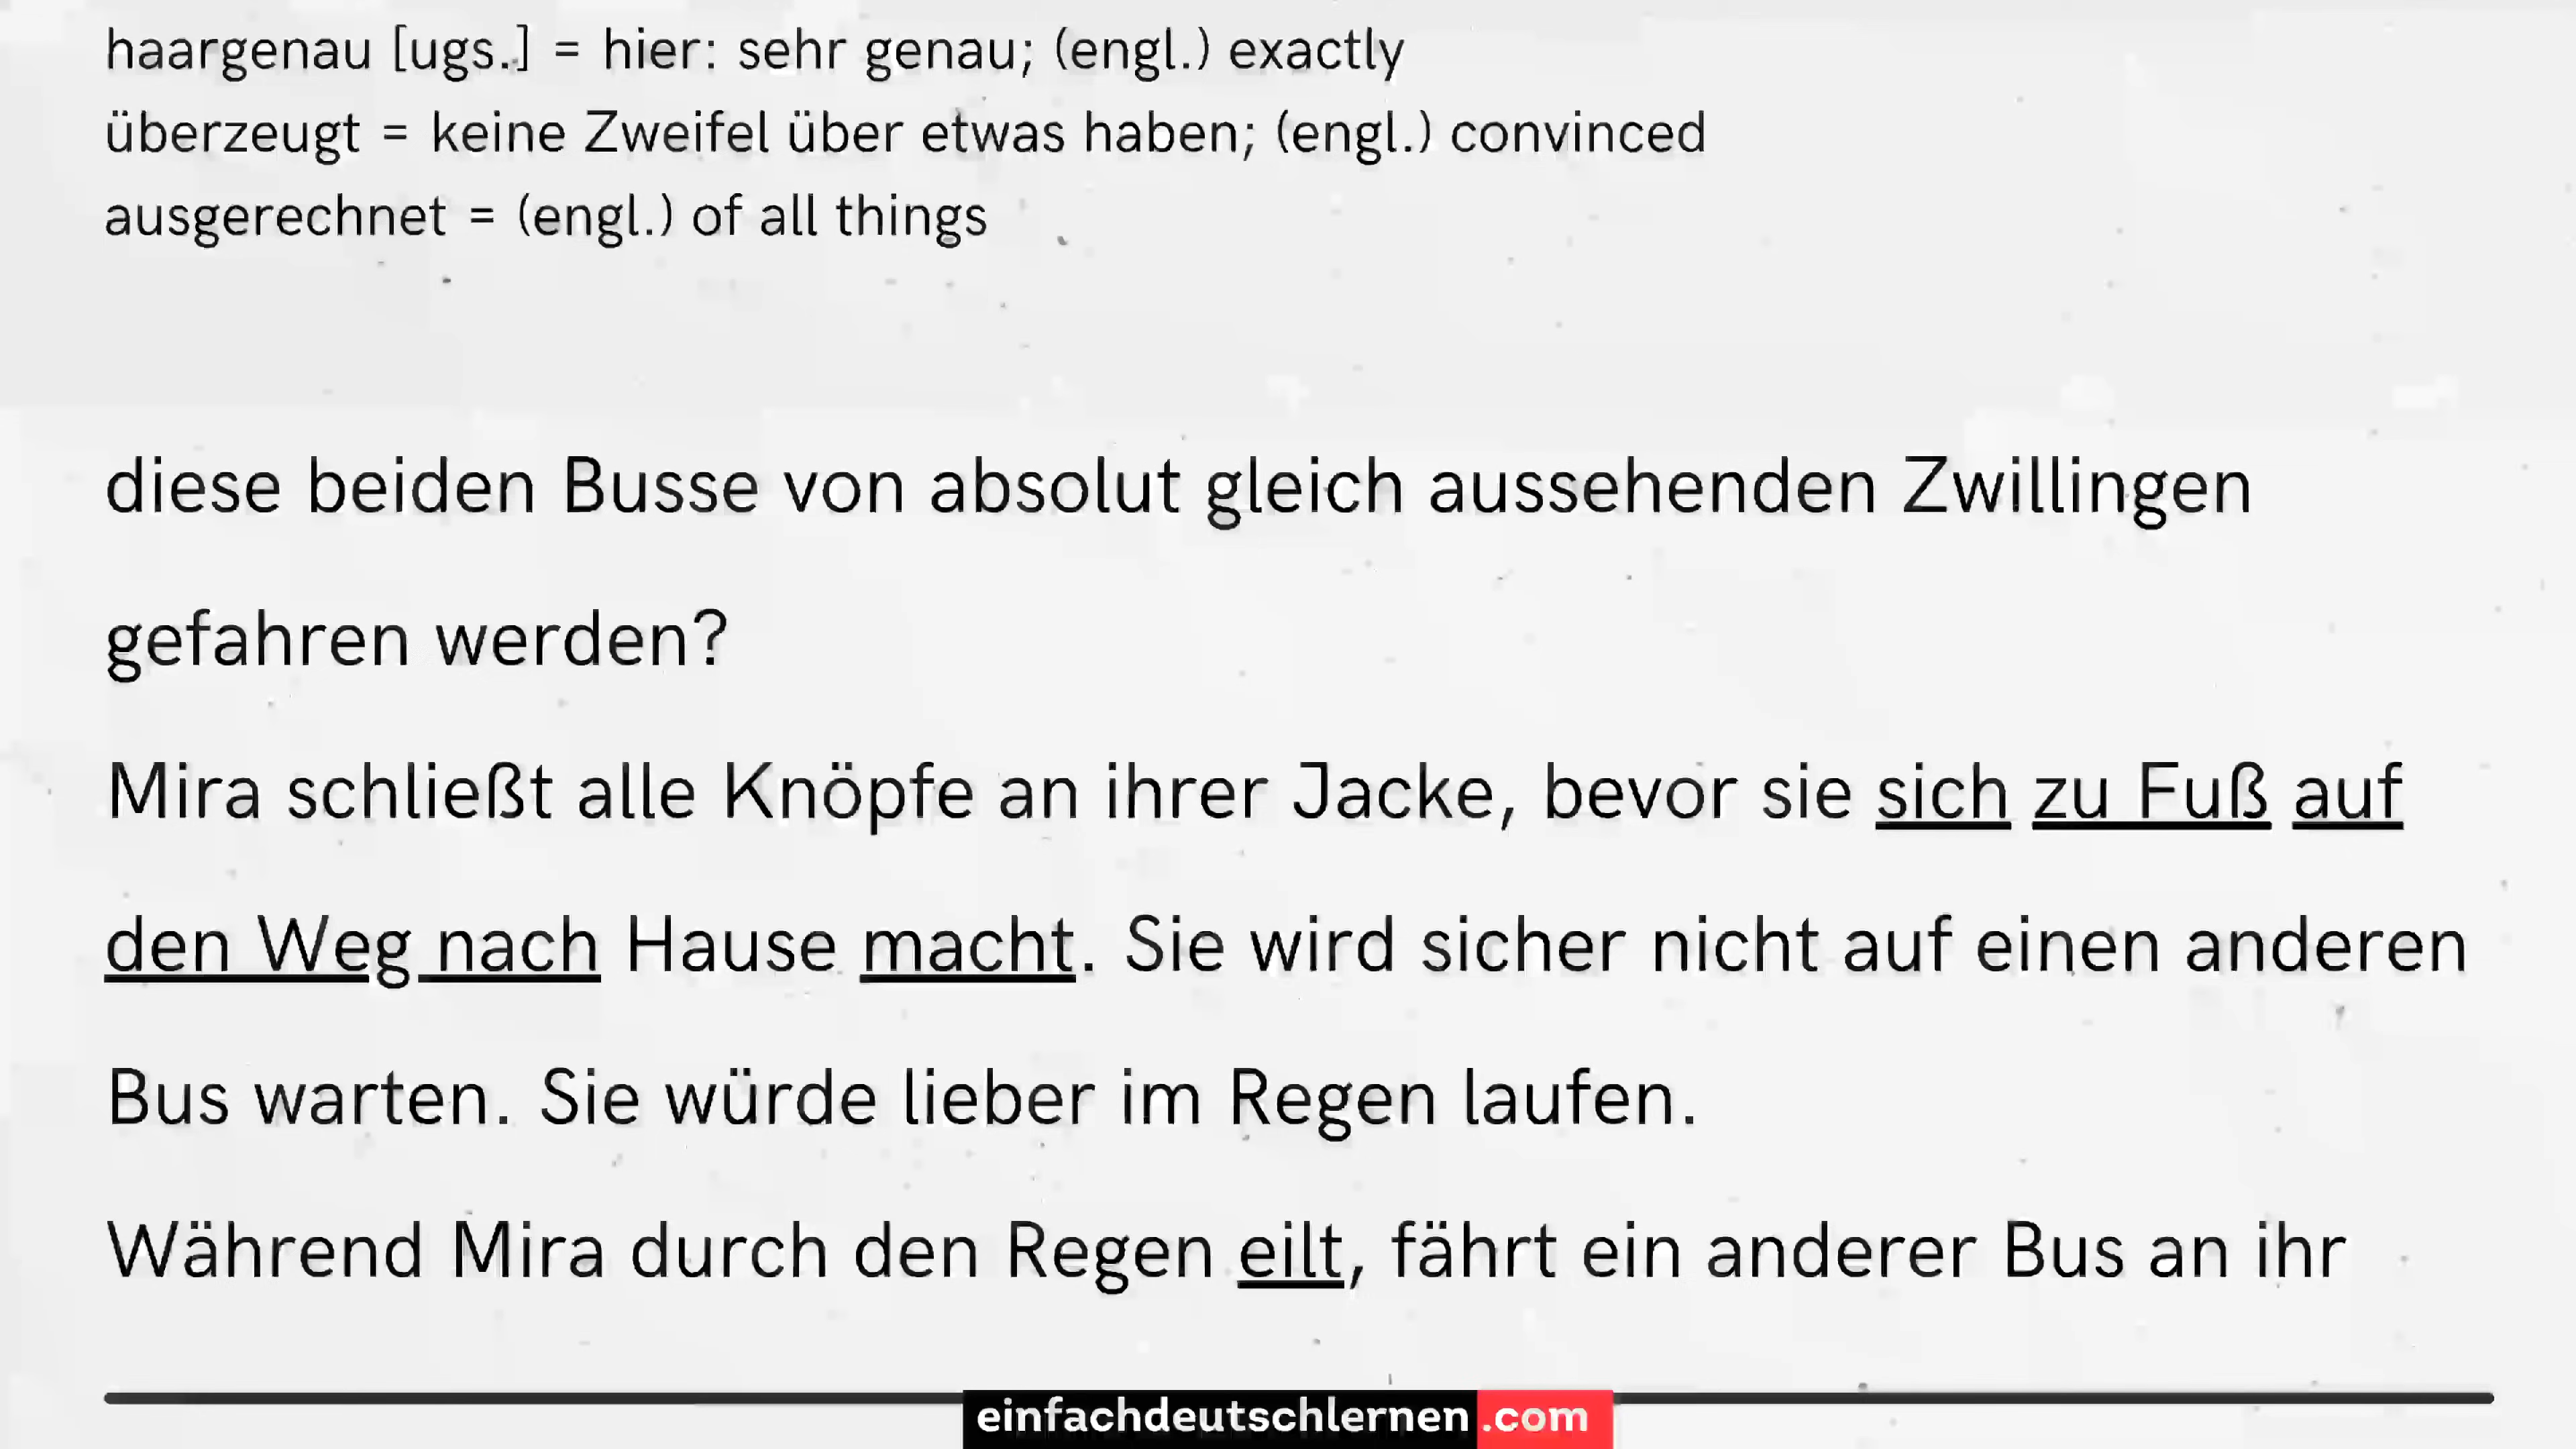 haargenau [ugs.] = hier: sehr genau; (engl.) exactly
überzeugt = keine Zweifel über etwas haben; (engl.) convinced
ausgerechnet = (engl.) of all things
diese beiden Busse von absolut gleich aussehenden Zwillingen
gefahren werden?
Mira schließt alle Knöpfe an ihrer Jacke, bevor sie sich zu Fuß auf
den Weg nach Hause macht. Sie wird sicher nicht auf einen anderen
Bus warten. Sie würde lieber im Regen laufen.
Während Mira durch den Regen eilt, fährt ein anderer Bus an ihr
einfachdeutschlernen.com